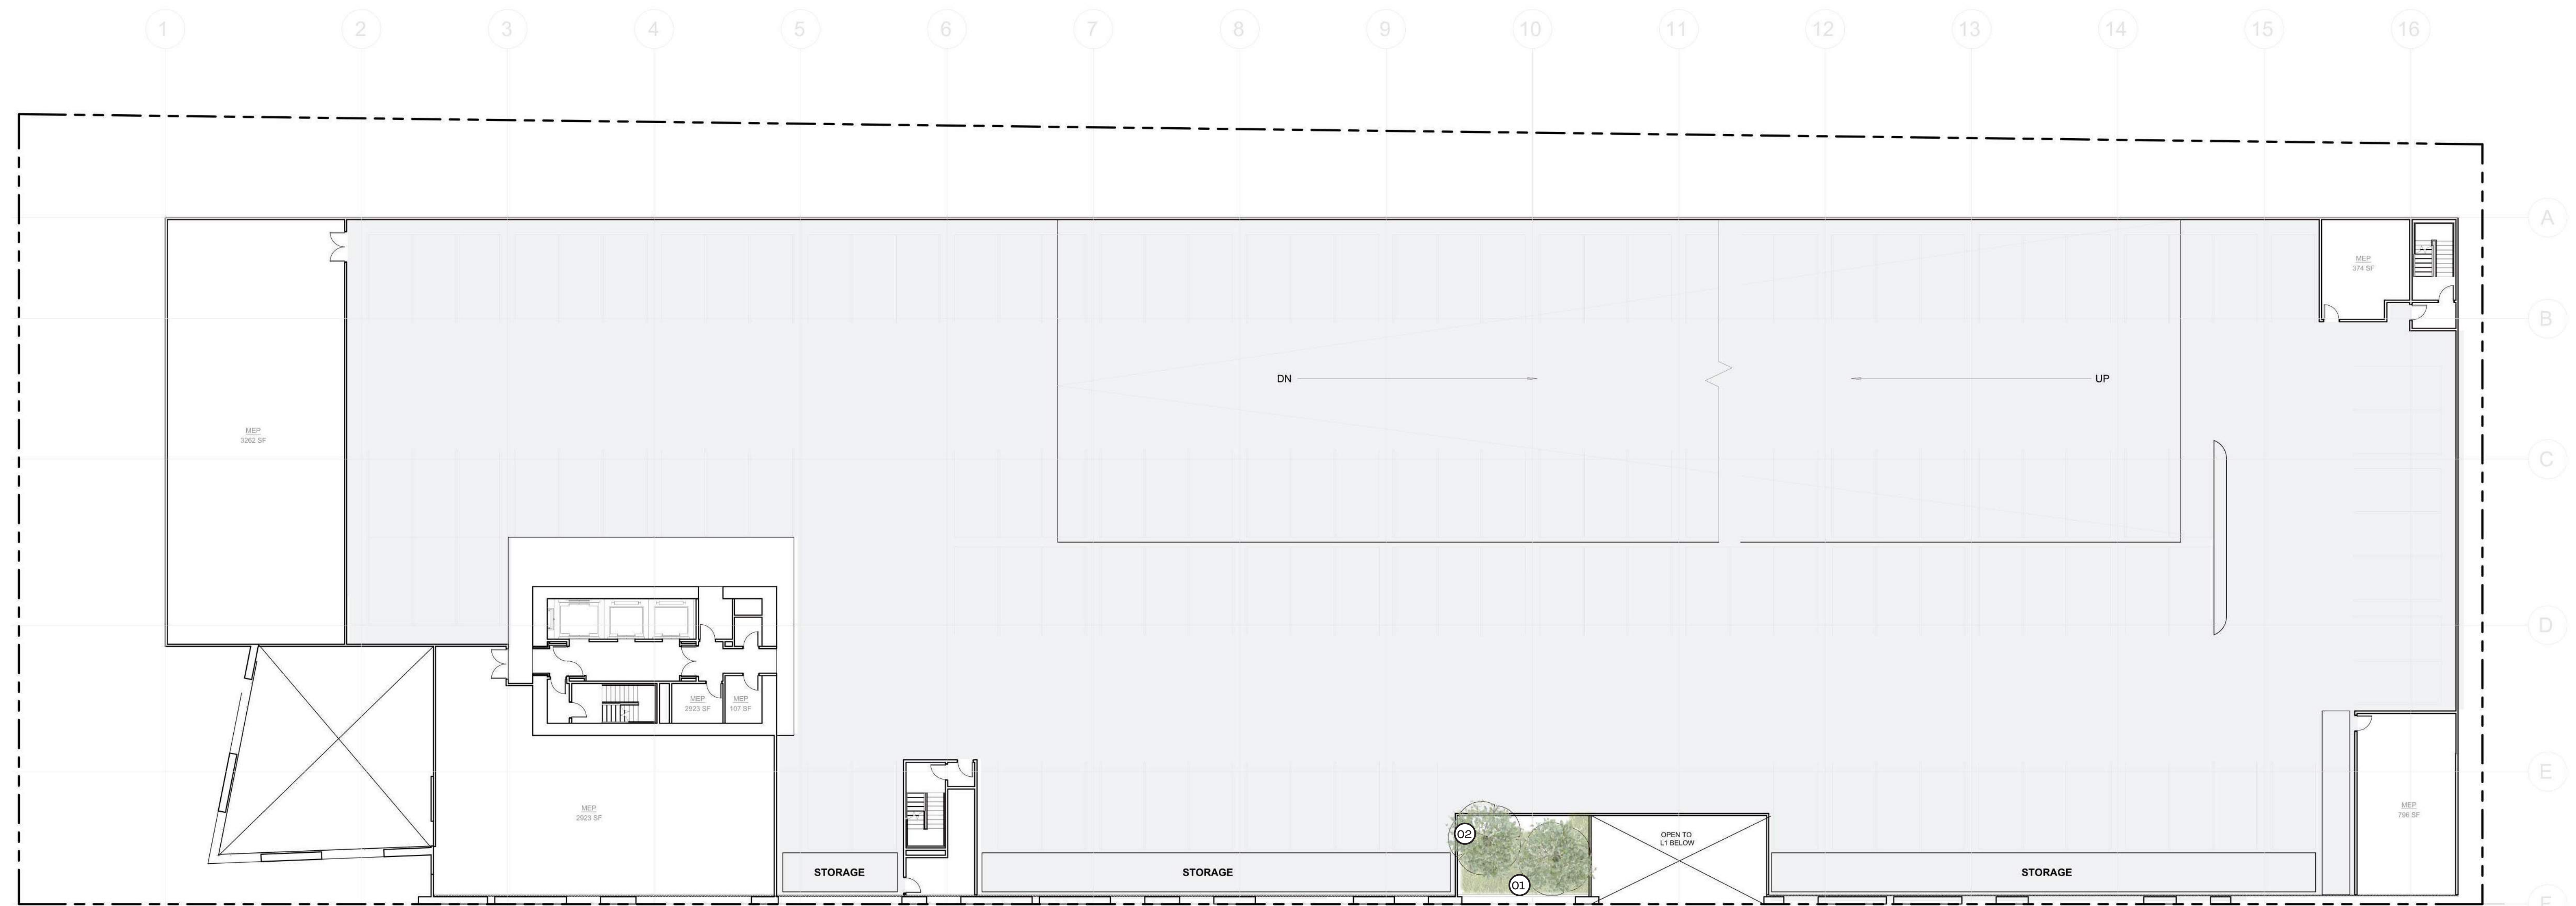 1 2 3 4 5 6 7 8 9 10 11 12 13 14 15 16
A
MEP
374 SF
B
DN
UP
MEP
3262 SF
C
D
MEP
2923 SF
MEP
107 SF
E
MEP
2923 SF
MEP
796 SF
02
OPEN TO
L1 BELOW
STORAGE
STORAGE
STORAGE
01